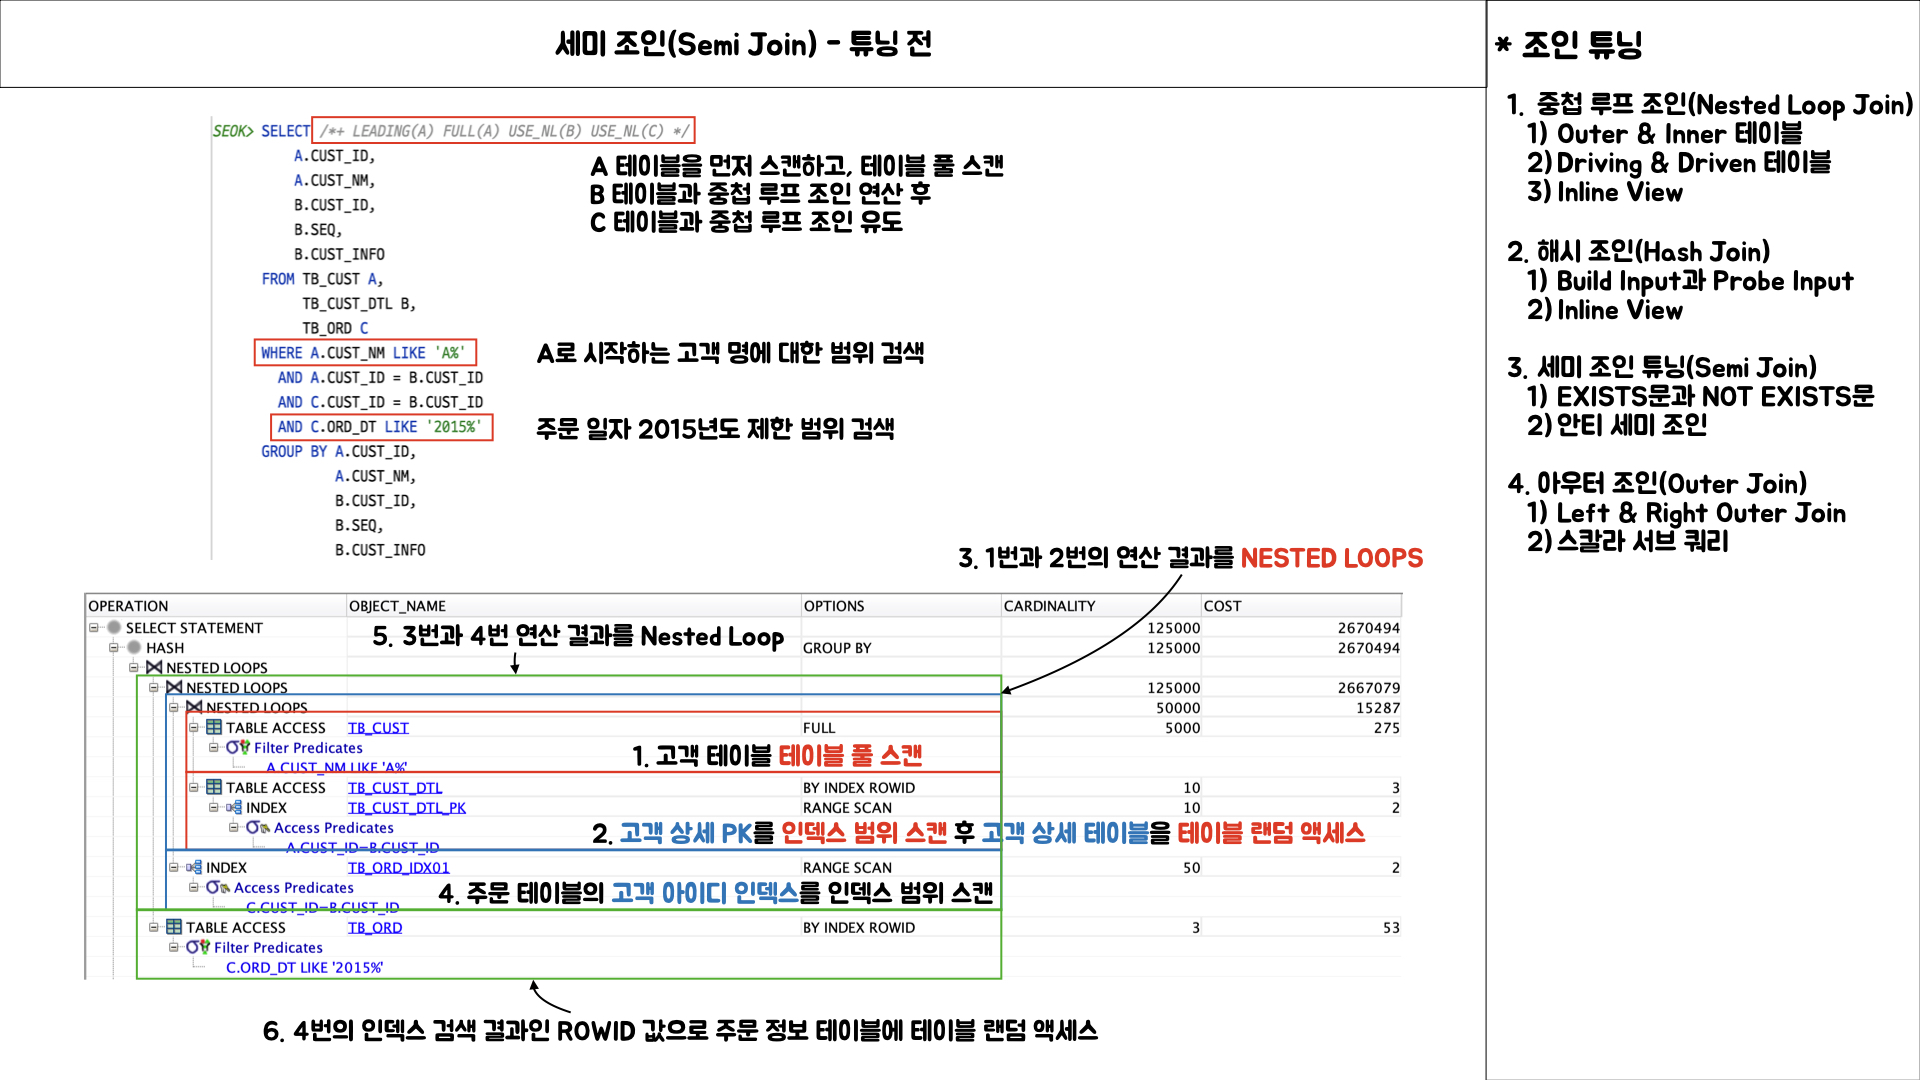 세미 조인(Semi Join) - 튜닝 전
SEOK> SELECT /*+ LEADING(A) FULL(A) USE_NL(B) USE_NL(C) */
A.CUST_ID,
A.CUST_NM,
B.CUST_ID,
B.SEQ,
B.CUST_INFO
FROM TB_CUST A,
TB_CUST_DTL B,
TB_ORD C
WHERE A.CUST_NM LIKE 'A%'
AND A.CUST_ID = B.CUST_ID
AND C.CUST_ID = B.CUST_ID
AND C.ORD_DT LIKE '2015%'
GROUP BY A.CUST_ID,
A.CUST_NM,
B.CUST_ID,
B.SEQ,
B.CUST_INFO
A 테이블을 먼저 스캔하고, 테이블 풀 스캔
B 테이블과 중첩 루프 조인 연산 후
C 테이블과 중첩 루프 조인 유도
A로 시작하는 고객 명에 대한 범위 검색
주문 일자 2015년도 제한 범위 검색
3. 1번과 2번의 연산 결과를 NESTED LOOPS
OPERATION OBJECT_NAME OPTIONS CARDINALITY COST
SELECT STATEMENT 125000 2670494
5. 3번과 4번 연산 결과를 Nested Loop
HASH GROUP BY 125000 2670494
NESTED LOOPS
NESTED LOOPS 125000 2667079
NESTED LOOPS 50000 15287
TABLE ACCESS TB_CUST FULL 5000 275
Filter Predicates
1. 고객 테이블 테이블 풀 스캔
A.CUST_NM LIKE 'A%'
TABLE ACCESS TB_CUST_DTL BY INDEX ROWID 10 3
INDEX TB_CUST_DTL_PK RANGE SCAN 10 2
Access Predicates
2. 고객 상세 PK를 인덱스 범위 스캔 후 고객 상세 테이블을 테이블 랜덤 액세스
A.CUST_ID=B.CUST_ID
INDEX TB_ORD_IDX01 RANGE SCAN 50 2
Access Predicates
4. 주문 테이블의 고객 아이디 인덱스를 인덱스 범위 스캔
C.CUST_ID=B.CUST_ID
TABLE ACCESS TB_ORD BY INDEX ROWID 3 53
Filter Predicates
C.ORD_DT LIKE '2015%'
6. 4번의 인덱스 검색 결과인 ROWID 값으로 주문 정보 테이블에 테이블 랜덤 액세스
* 조인 튜닝
1. 중첩 루프 조인(Nested Loop Join)
1) Outer & Inner 테이블
2) Driving & Driven 테이블
3) Inline View
2. 해시 조인(Hash Join)
1) Build Input과 Probe Input
2) Inline View
3. 세미 조인 튜닝(Semi Join)
1) EXISTS문과 NOT EXISTS문
2) 안티 세미 조인
4. 아우터 조인(Outer Join)
1) Left & Right Outer Join
2) 스칼라 서브 쿼리